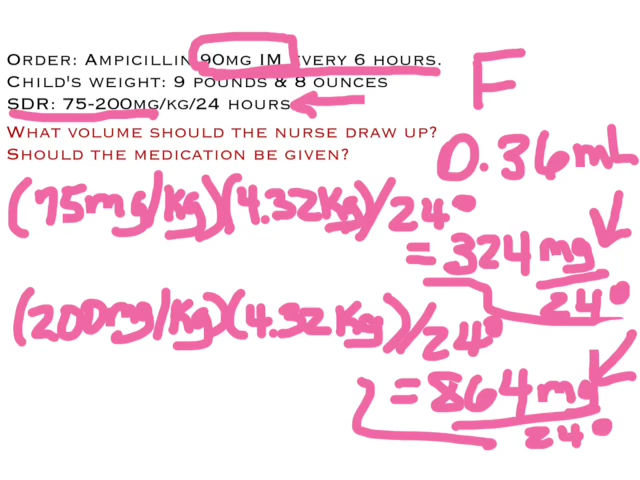 ORDER: AMPICILLIN 90MG IM EVERY 6 HOURS.
CHILD'S WEIGHT: 9 POUNDS & 8 OUNCES
SDR: 75-200MG/KG/24 HOURS
WHAT VOLUME SHOULD THE NURSE DRAW UP?
SHOULD THE MEDICATION BE GIVEN?
F
0.36mL
(75mg/kg)(4.32kg)/24°
= 324mg
24°
(200mg/kg)(4.32kg)/24°
= 864mg
24°